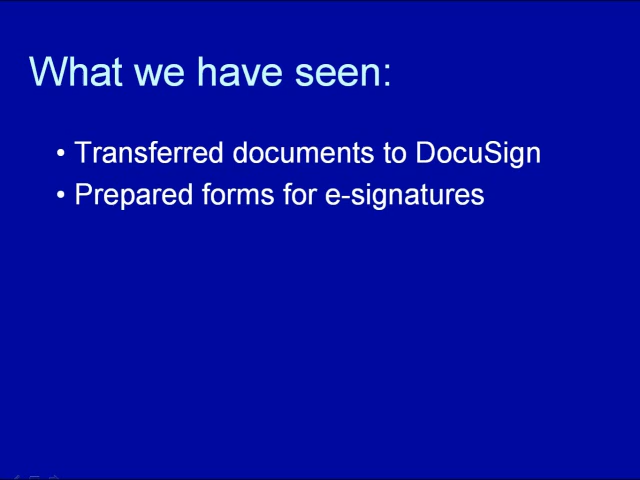 What we have seen:
• Transferred documents to DocuSign
• Prepared forms for e-signatures